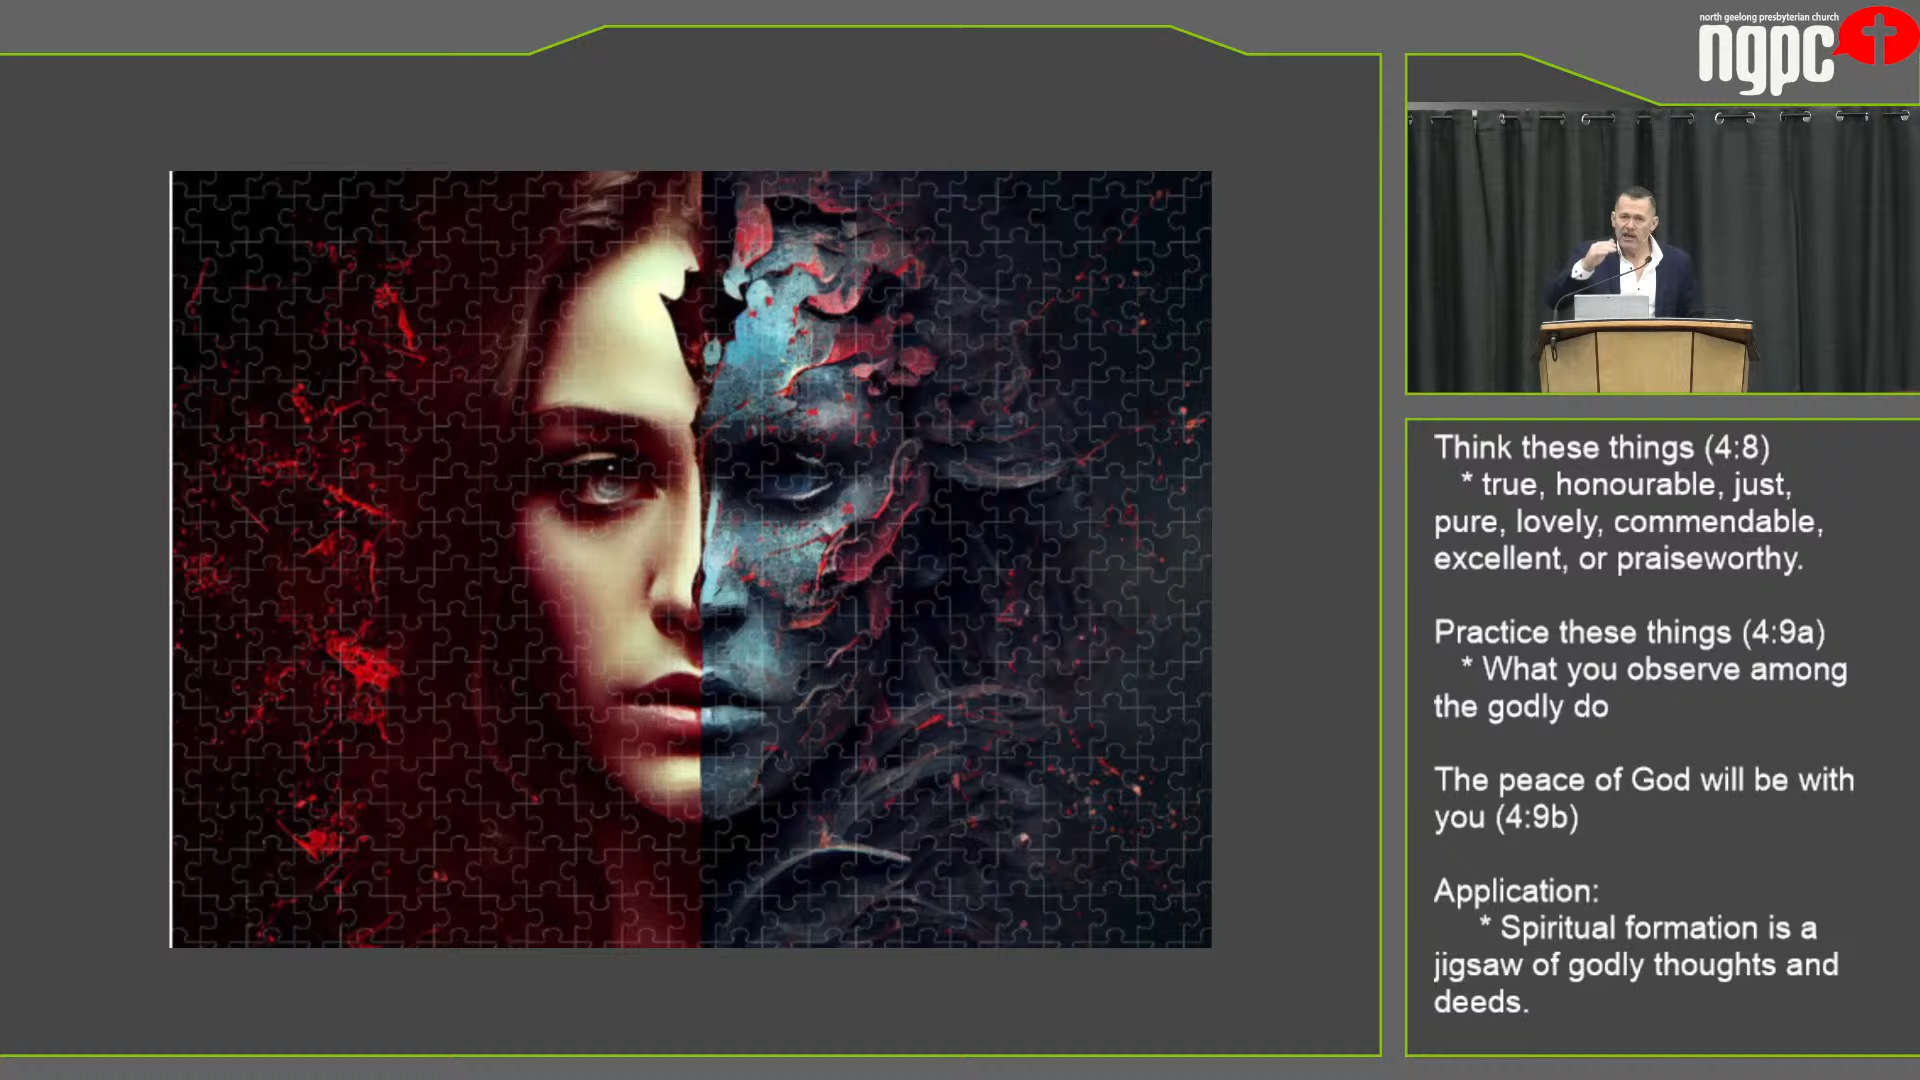 north geelong presbyterian church
ngpc
Think these things (4:8)
* true, honourable, just,
pure, lovely, commendable,
excellent, or praiseworthy.
Practice these things (4:9a)
* What you observe among
the godly do
The peace of God will be with
you (4:9b)
Application:
* Spiritual formation is a
jigsaw of godly thoughts and
deeds.